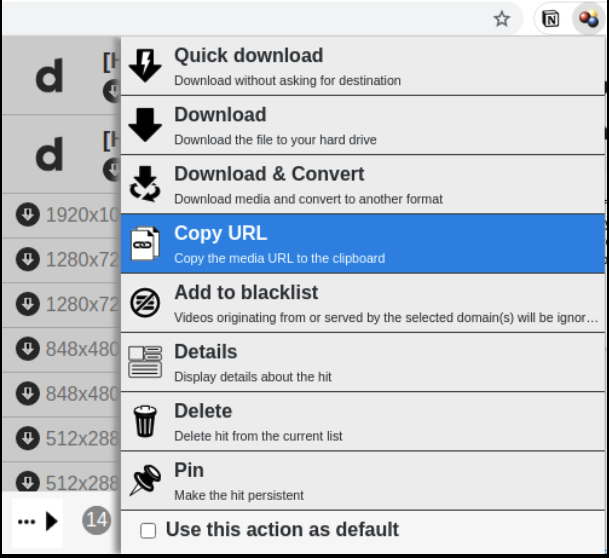 Quick download
Download without asking for destination
[H
Download
Download the file to your hard drive
[H
Download & Convert
Download media and convert to another format
1920x10
Copy URL
Copy the media URL to the clipboard
1280x72
1280x72
Add to blacklist
Videos originating from or served by the selected domain(s) will be ignor…
848x480
Details
Display details about the hit
848x480
Delete
Delete hit from the current list
512x288
512x288
Pin
Make the hit persistent
14
Use this action as default